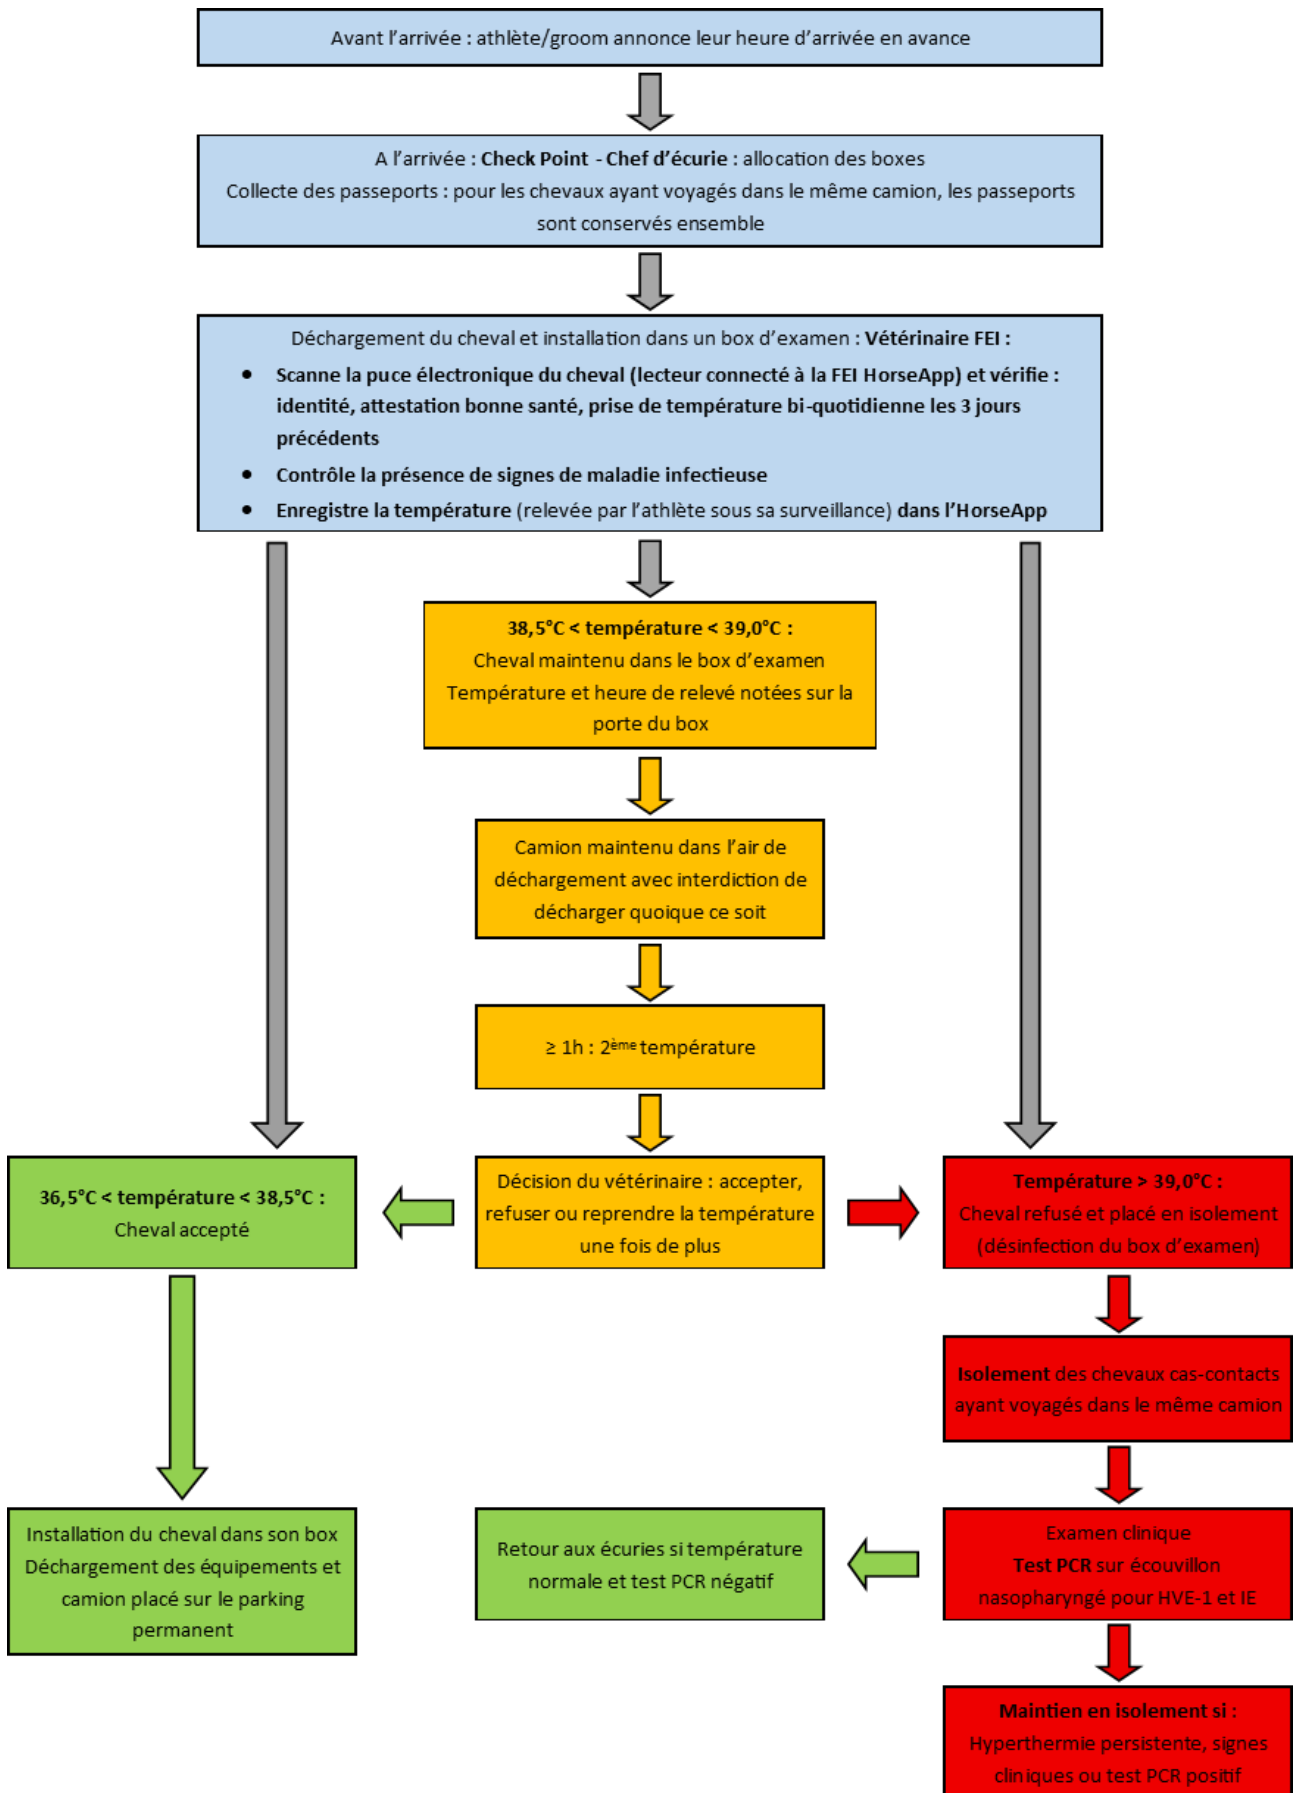 Avant l’arrivée : athlète/groom annonce leur heure d’arrivée en avance
A l’arrivée : Check Point - Chef d’écurie : allocation des boxes
Collecte des passeports : pour les chevaux ayant voyagés dans le même camion, les passeports
sont conservés ensemble
Déchargement du cheval et installation dans un box d’examen : Vétérinaire FEI :
• Scanne la puce électronique du cheval (lecteur connecté à la FEI HorseApp) et vérifie :
identité, attestation bonne santé, prise de température bi-quotidienne les 3 jours
précédents
• Contrôle la présence de signes de maladie infectieuse
• Enregistre la température (relevée par l’athlète sous sa surveillance) dans l’HorseApp
38,5°C < température < 39,0°C :
Cheval maintenu dans le box d’examen
Température et heure de relevé notées sur la
porte du box
Camion maintenu dans l’air de
déchargement avec interdiction de
décharger quoique ce soit
≥ 1h : 2ème température
36,5°C < température < 38,5°C :
Cheval accepté
Décision du vétérinaire : accepter,
refuser ou reprendre la température
une fois de plus
Température > 39,0°C :
Cheval refusé et placé en isolement
(désinfection du box d’examen)
Isolement des chevaux cas-contacts
ayant voyagés dans le même camion
Installation du cheval dans son box
Déchargement des équipements et
camion placé sur le parking
permanent
Retour aux écuries si température
normale et test PCR négatif
Examen clinique
Test PCR sur écouvillon
nasopharyngé pour HVE-1 et IE
Maintien en isolement si :
Hyperthermie persistente, signes
cliniques ou test PCR positif